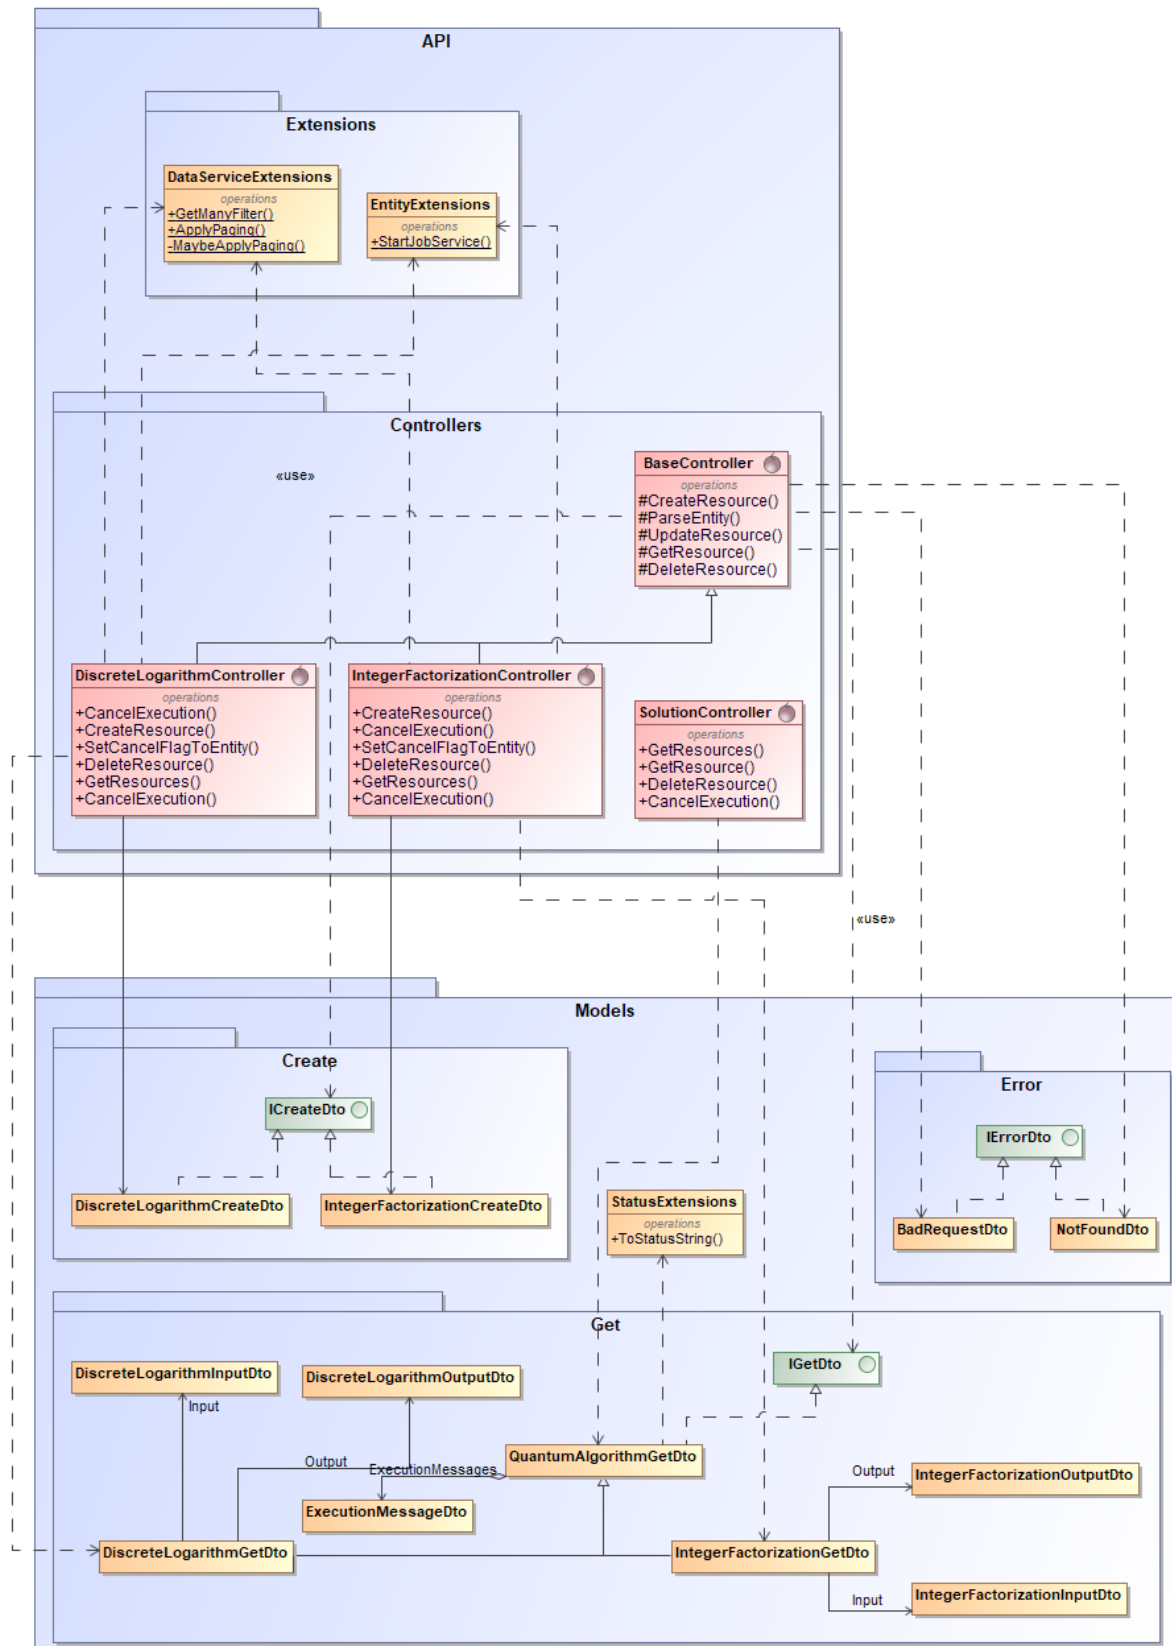 API
Extensions
DataServiceExtensions
operations
+GetManyFilter()
+ApplyPaging()
-MaybeApplyPaging()
EntityExtensions
operations
+StartJobService()
Controllers
«use»
BaseController
operations
#CreateResource()
#ParseEntity()
#UpdateResource()
#GetResource()
#DeleteResource()
DiscreteLogarithmController
operations
+CancelExecution()
+CreateResource()
+SetCancelFlagToEntity()
+DeleteResource()
+GetResources()
+CancelExecution()
IntegerFactorizationController
operations
+CreateResource()
+CancelExecution()
+SetCancelFlagToEntity()
+DeleteResource()
+GetResources()
+CancelExecution()
SolutionController
operations
+GetResources()
+GetResource()
+DeleteResource()
+CancelExecution()
«use»
Models
Create
ICreateDto
DiscreteLogarithmCreateDto
IntegerFactorizationCreateDto
Error
IErrorDto
BadRequestDto
NotFoundDto
StatusExtensions
operations
+ToStatusString()
Get
DiscreteLogarithmInputDto
Input
DiscreteLogarithmOutputDto
Output
IGetDto
QuantumAlgorithmGetDto
ExecutionMessages
ExecutionMessageDto
DiscreteLogarithmGetDto
IntegerFactorizationGetDto
Output
IntegerFactorizationOutputDto
Input
IntegerFactorizationInputDto